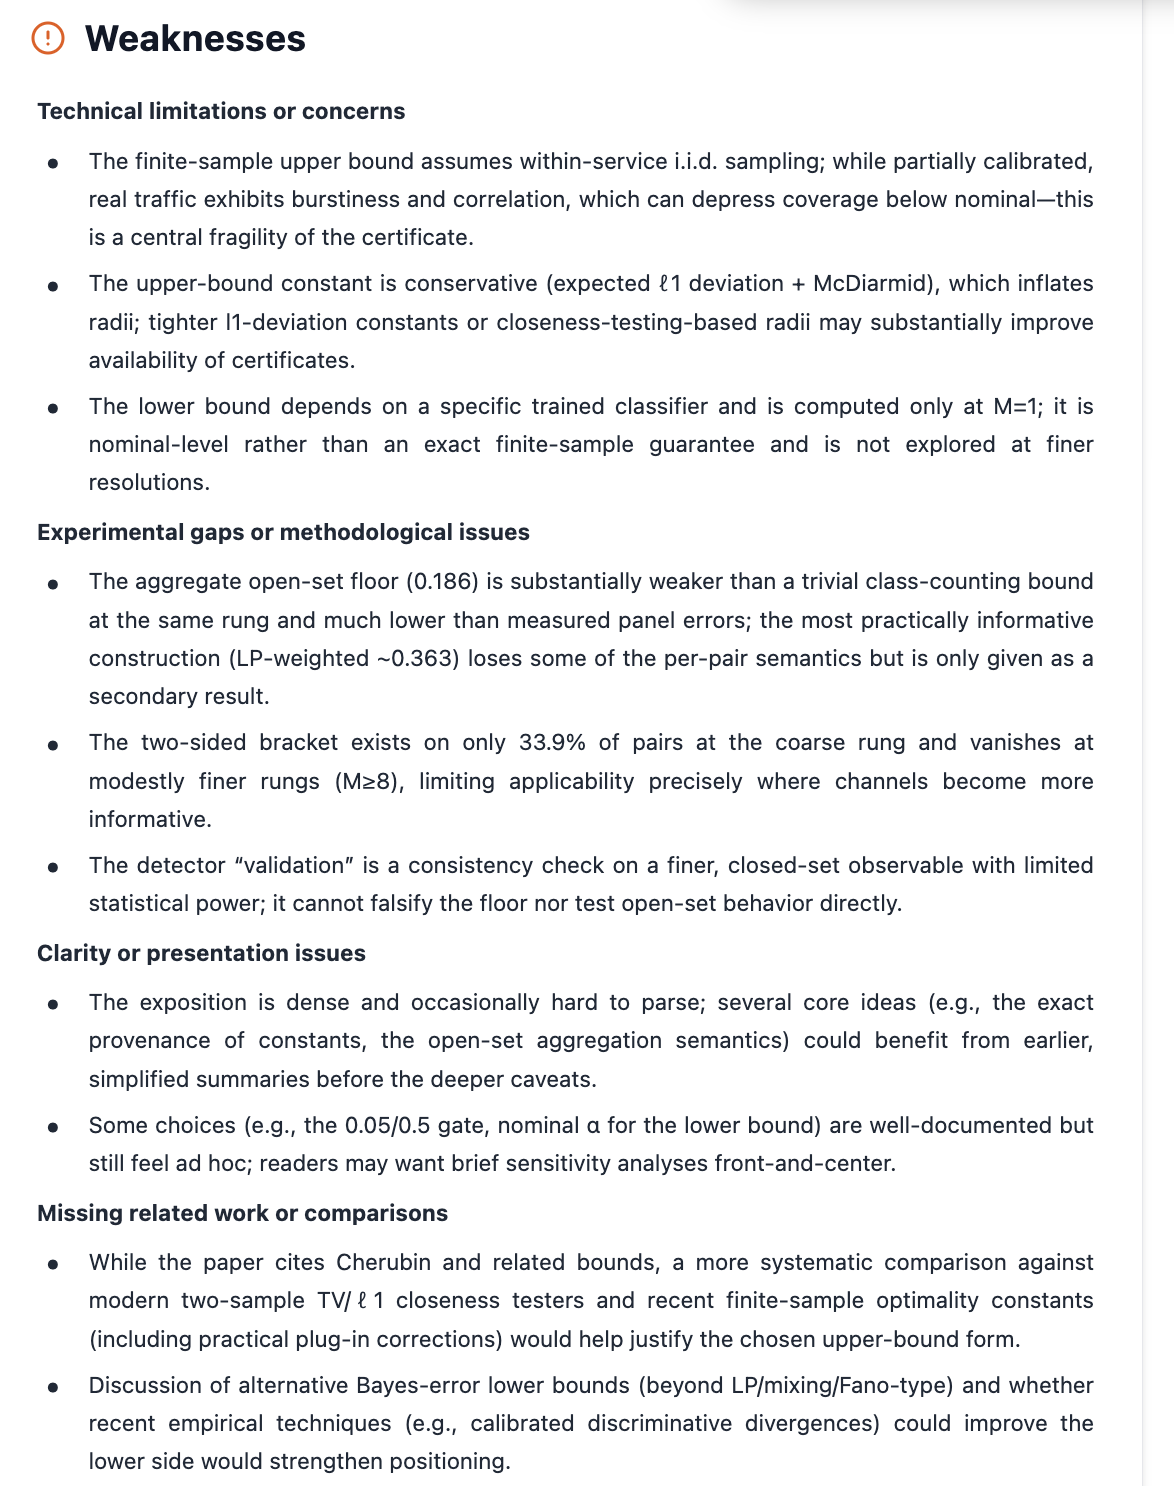 Weaknesses
Technical limitations or concerns
● The finite-sample upper bound assumes within-service i.i.d. sampling; while partially calibrated,
real traffic exhibits burstiness and correlation, which can depress coverage below nominal—this
is a central fragility of the certificate.
● The upper-bound constant is conservative (expected ℓ1 deviation + McDiarmid), which inflates
radii; tighter l1-deviation constants or closeness-testing-based radii may substantially improve
availability of certificates.
● The lower bound depends on a specific trained classifier and is computed only at M=1; it is
nominal-level rather than an exact finite-sample guarantee and is not explored at finer
resolutions.
Experimental gaps or methodological issues
● The aggregate open-set floor (0.186) is substantially weaker than a trivial class-counting bound
at the same rung and much lower than measured panel errors; the most practically informative
construction (LP-weighted ~0.363) loses some of the per-pair semantics but is only given as a
secondary result.
● The two-sided bracket exists on only 33.9% of pairs at the coarse rung and vanishes at
modestly finer rungs (M≥8), limiting applicability precisely where channels become more
informative.
● The detector “validation” is a consistency check on a finer, closed-set observable with limited
statistical power; it cannot falsify the floor nor test open-set behavior directly.
Clarity or presentation issues
● The exposition is dense and occasionally hard to parse; several core ideas (e.g., the exact
provenance of constants, the open-set aggregation semantics) could benefit from earlier,
simplified summaries before the deeper caveats.
● Some choices (e.g., the 0.05/0.5 gate, nominal α for the lower bound) are well-documented but
still feel ad hoc; readers may want brief sensitivity analyses front-and-center.
Missing related work or comparisons
● While the paper cites Cherubin and related bounds, a more systematic comparison against
modern two-sample TV/ℓ1 closeness testers and recent finite-sample optimality constants
(including practical plug-in corrections) would help justify the chosen upper-bound form.
● Discussion of alternative Bayes-error lower bounds (beyond LP/mixing/Fano-type) and whether
recent empirical techniques (e.g., calibrated discriminative divergences) could improve the
lower side would strengthen positioning.